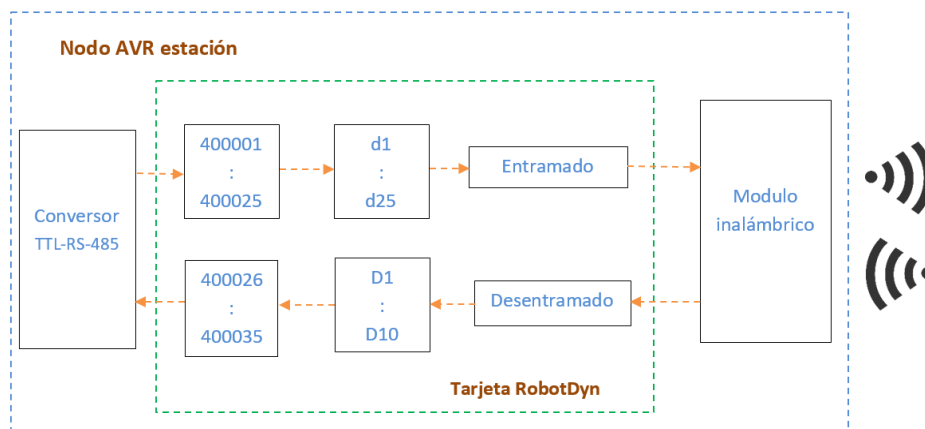 Nodo AVR estación
Conversor
TTL-RS-485
400001
:
400025
d1
:
d25
Entramado
Modulo
inalámbrico
400026
:
400035
D1
:
D10
Desentramado
Tarjeta RobotDyn